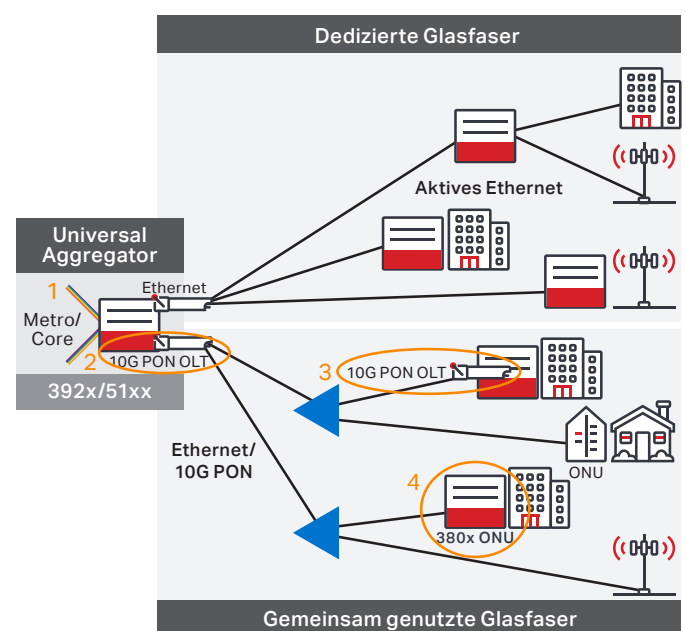 Dedizierte Glasfaser
Aktives Ethernet
Universal
Aggregator
1
Ethernet
Metro/
Core
2
10G PON OLT
392x/51xx
3
10G PON OLT
Ethernet/
10G PON
ONU
4
380x ONU
Gemeinsam genutzte Glasfaser